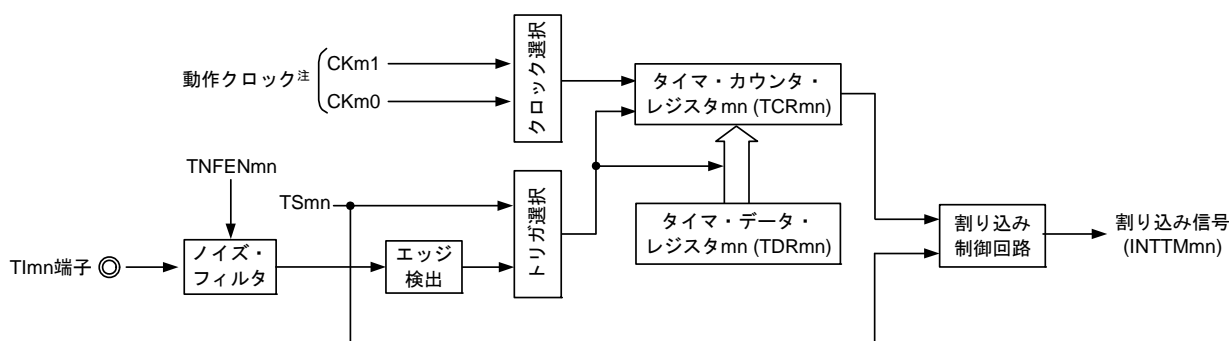 動作クロック注
CKm1
CKm0
クロック選択
タイマ・カウンタ・
レジスタmn (TCRmn)
TNFENmn
TSmn
トリガ選択
タイマ・データ・
レジスタmn (TDRmn)
割り込み
制御回路
割り込み信号
(INTTMmn)
TImn端子
ノイズ・
フィルタ
エッジ
検出